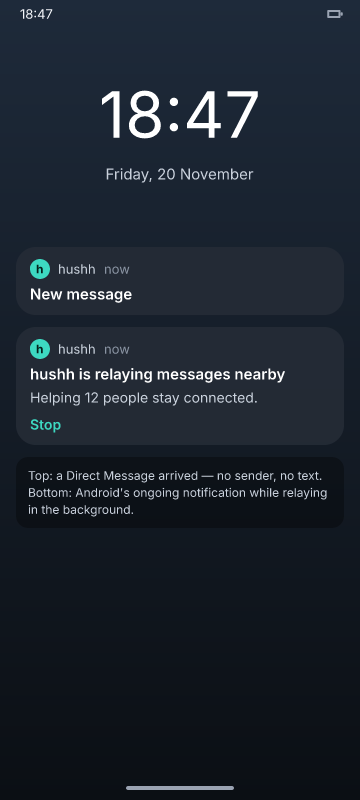 18:47
18:47
Friday, 20 November
h hushh now
New message
h hushh now
hushh is relaying messages nearby
Helping 12 people stay connected.
Stop
Top: a Direct Message arrived — no sender, no text.
Bottom: Android's ongoing notification while relaying
in the background.